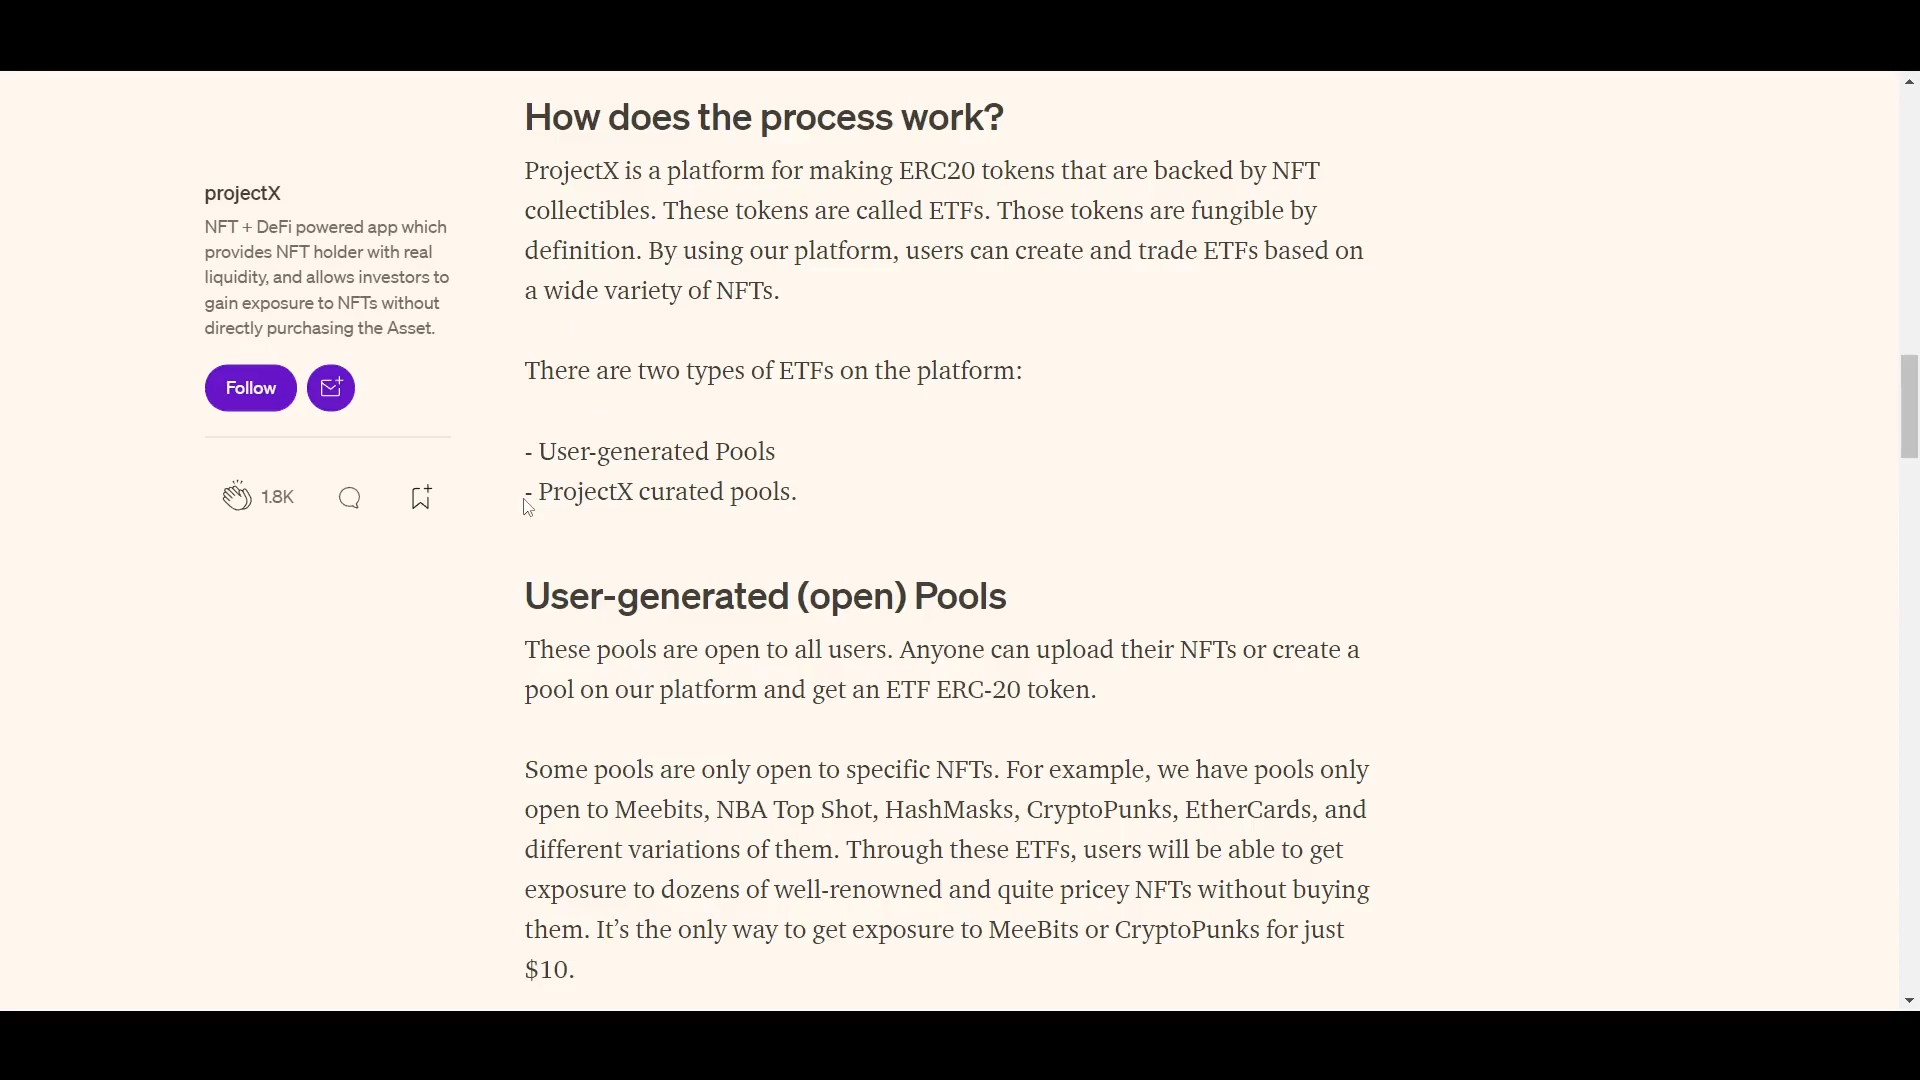 How does the process work?
ProjectX is a platform for making ERC20 tokens that are backed by NFT
collectibles. These tokens are called ETFs. Those tokens are fungible by
definition. By using our platform, users can create and trade ETFs based on
a wide variety of NFTs.
There are two types of ETFs on the platform:
- User-generated Pools
- ProjectX curated pools.
User-generated (open) Pools
These pools are open to all users. Anyone can upload their NFTs or create a
pool on our platform and get an ETF ERC-20 token.
Some pools are only open to specific NFTs. For example, we have pools only
open to Meebits, NBA Top Shot, HashMasks, CryptoPunks, EtherCards, and
different variations of them. Through these ETFs, users will be able to get
exposure to dozens of well-renowned and quite pricey NFTs without buying
them. It’s the only way to get exposure to MeeBits or CryptoPunks for just
$10.
projectX
NFT + DeFi powered app which
provides NFT holder with real
liquidity, and allows investors to
gain exposure to NFTs without
directly purchasing the Asset.
Follow
1.8K